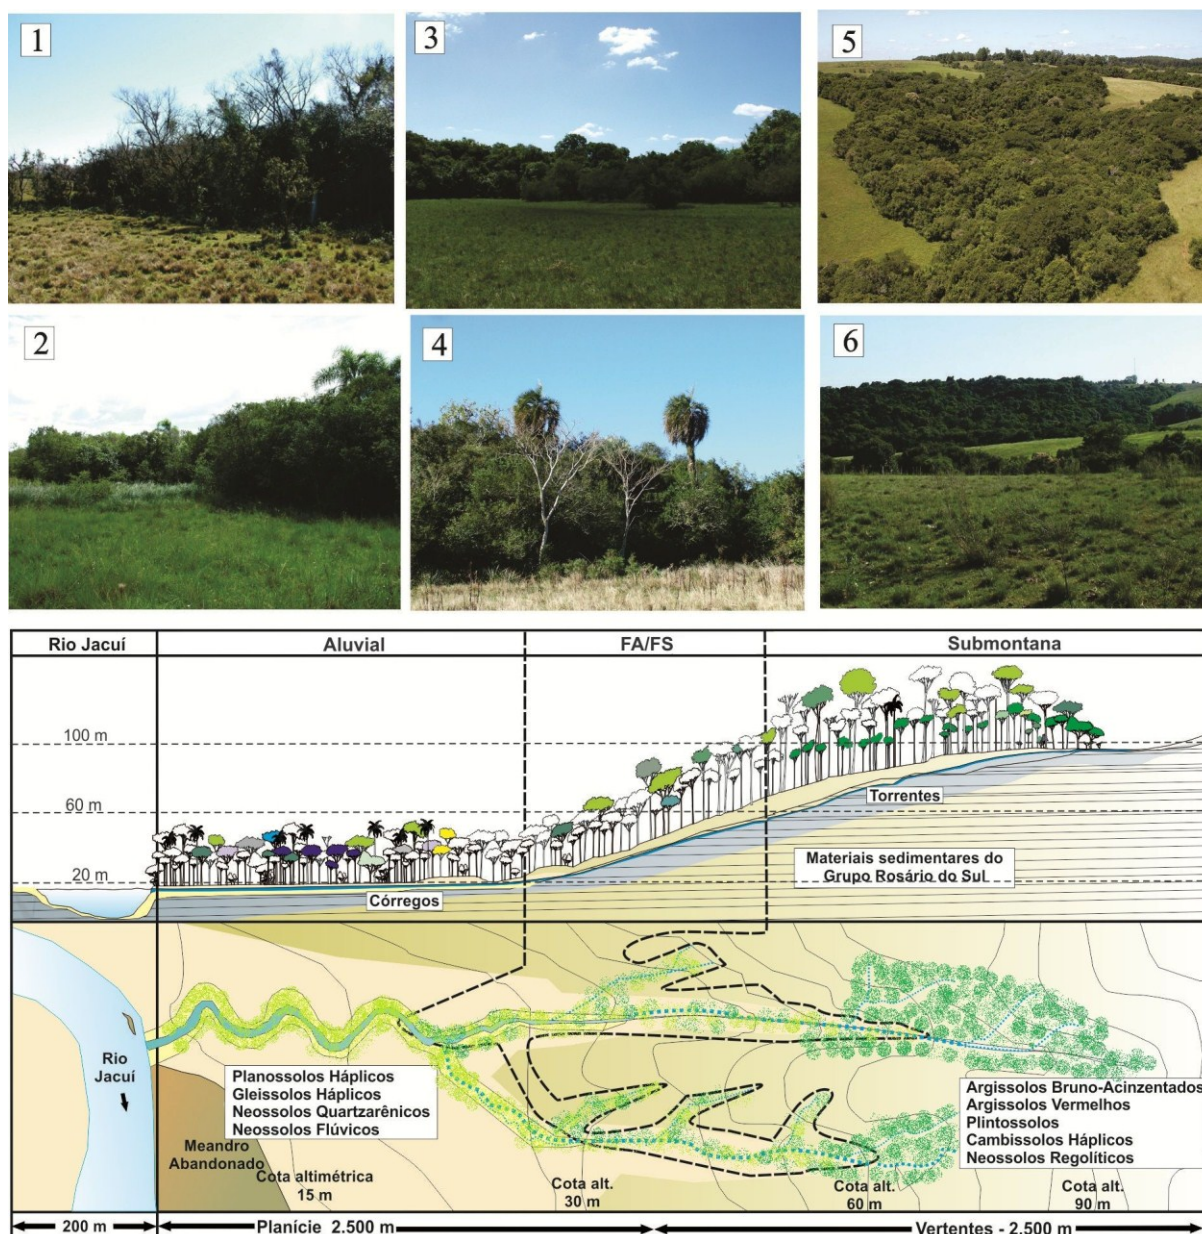 1
3
5
2
4
6
Rio Jacuí
Aluvial
FA/FS
Submontana
100 m
60 m
20 m
Torrentes
Materiais sedimentares do
Grupo Rosário do Sul
Córregos
Rio
Jacuí
Planossolos Háplicos
Gleissolos Háplicos
Neossolos Quartzarênicos
Neossolos Flúvicos
Argissolos Bruno-Acinzentados
Argissolos Vermelhos
Plintossolos
Cambissolos Háplicos
Neossolos Regolíticos
Meandro
Abandonado
Cota altimétrica
15 m
Cota alt.
30 m
Cota alt.
60 m
Cota alt.
90 m
200 m
Planície 2.500 m
Vertentes - 2.500 m